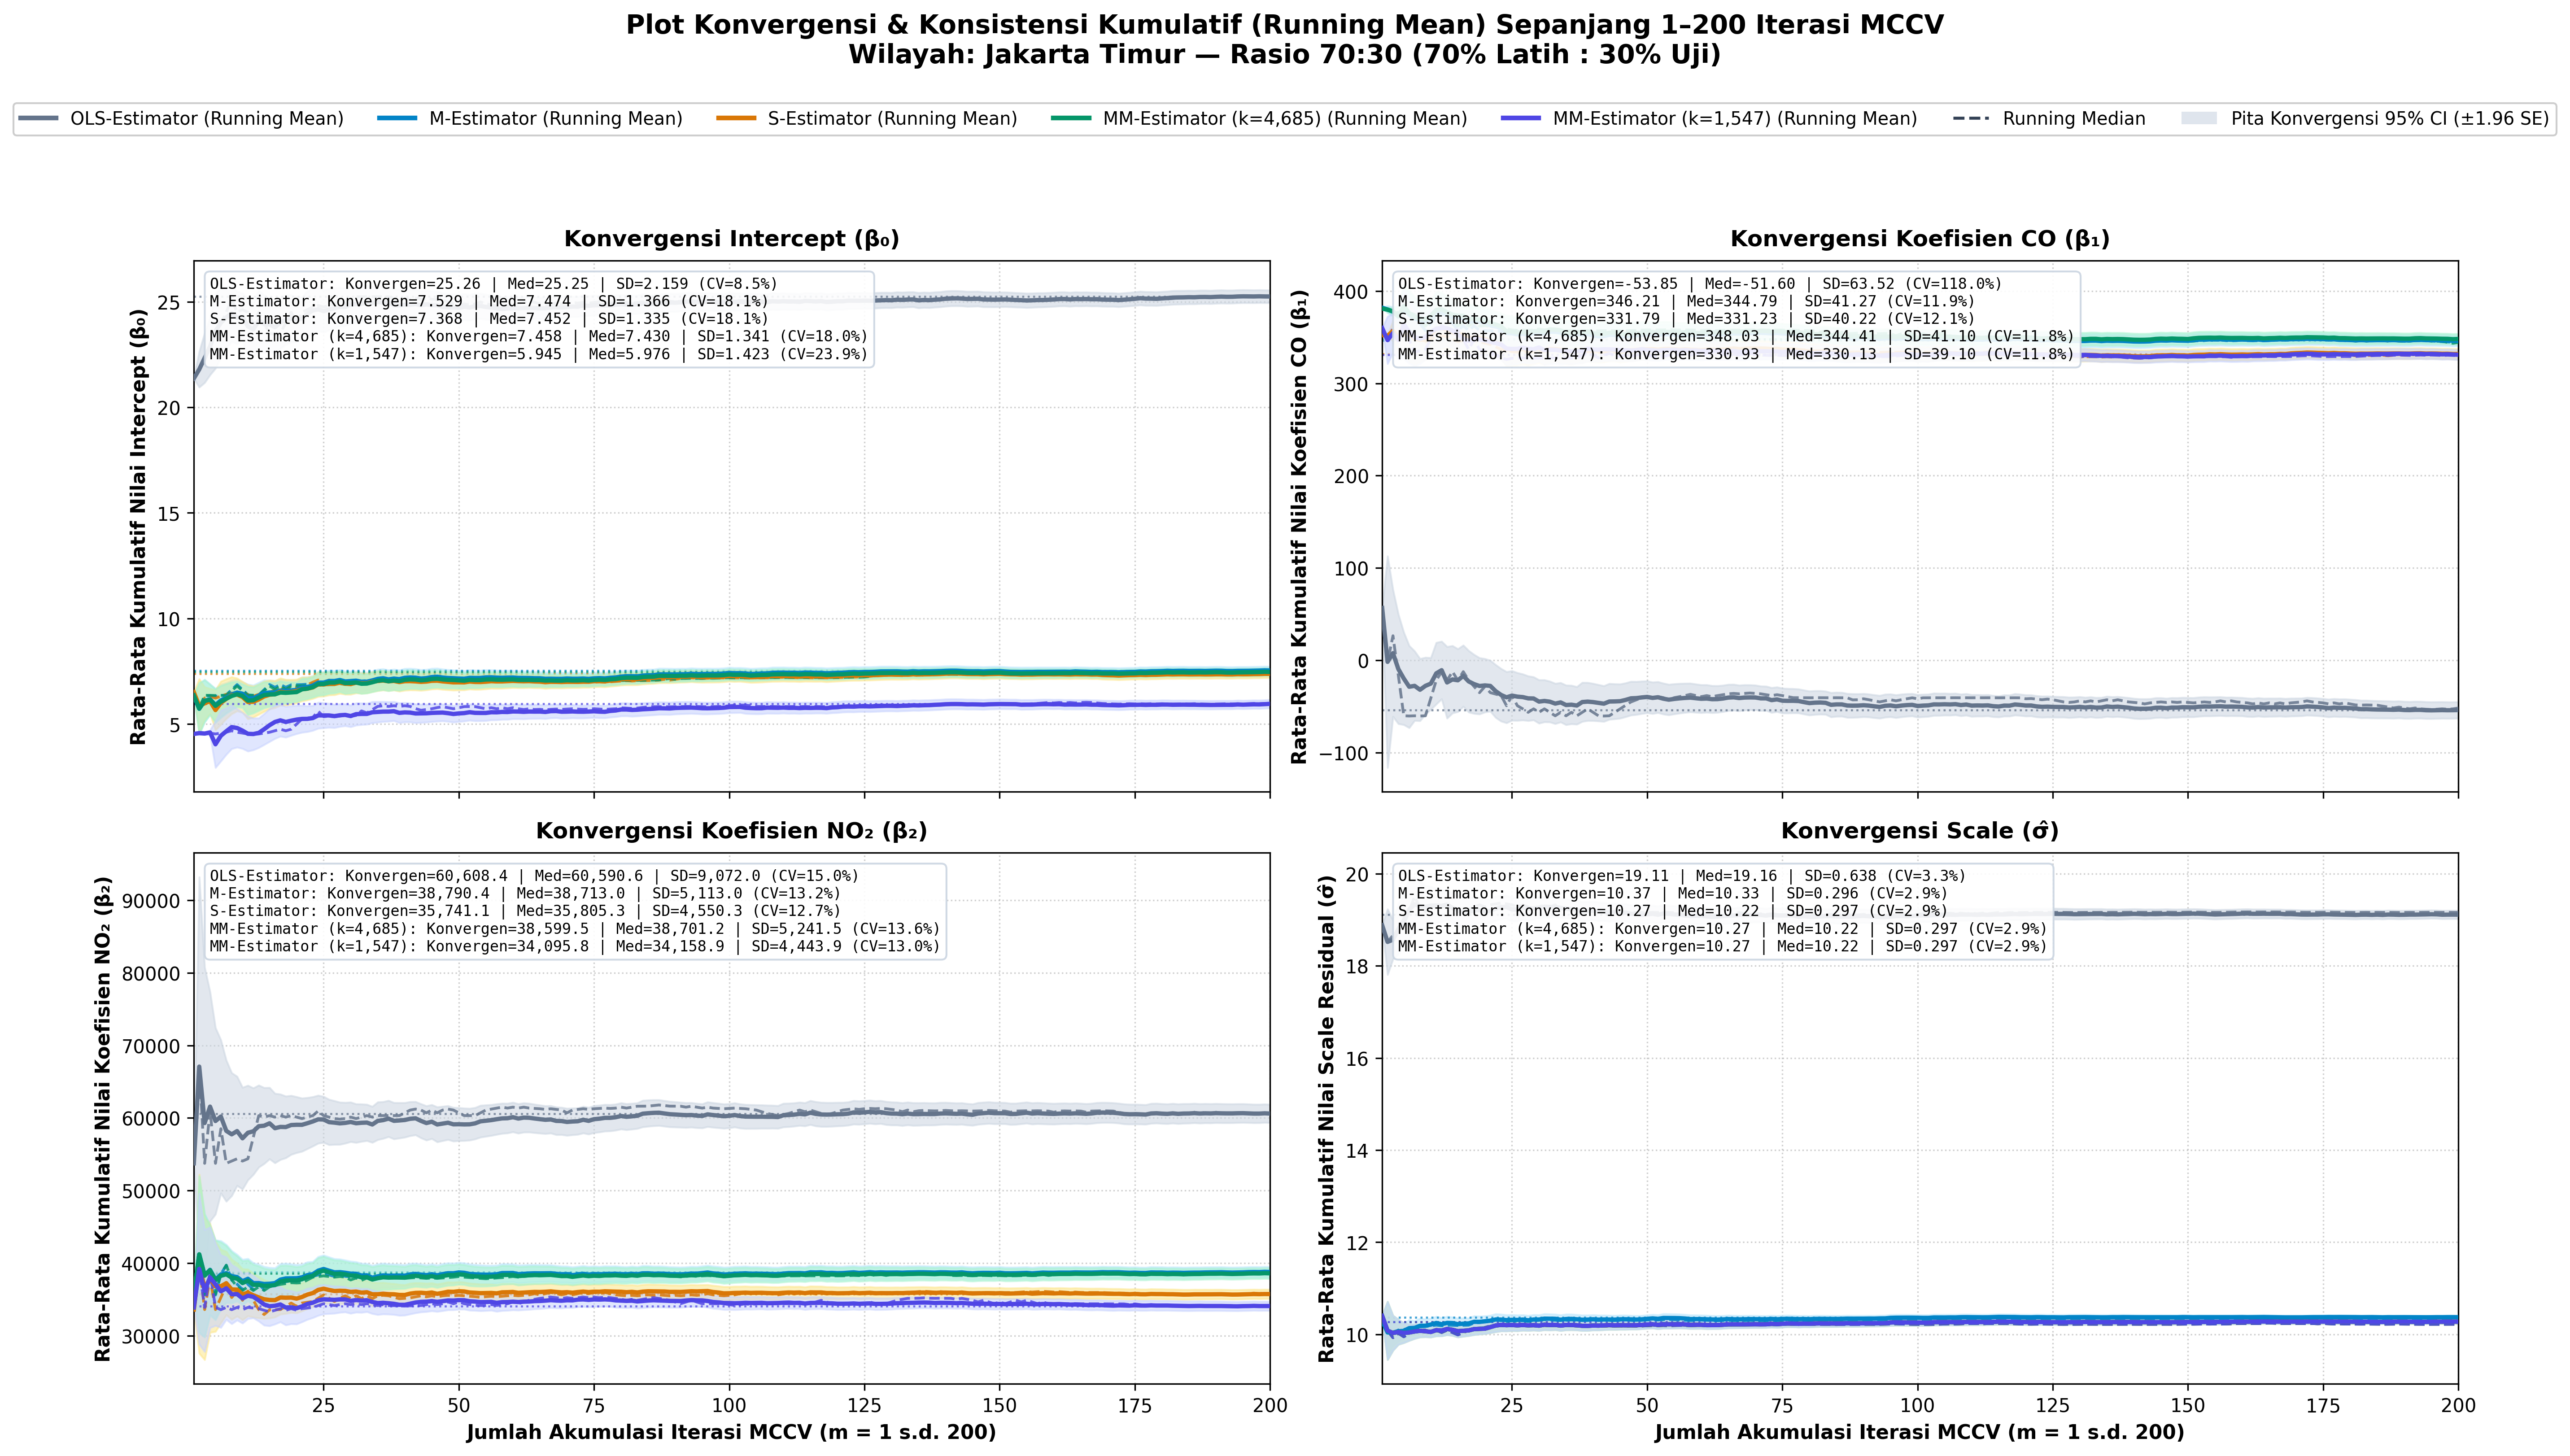 Plot Konvergensi & Konsistensi Kumulatif (Running Mean) Sepanjang 1–200 Iterasi MCCV
Wilayah: Jakarta Timur — Rasio 70:30 (70% Latih : 30% Uji)
OLS-Estimator (Running Mean)
M-Estimator (Running Mean)
S-Estimator (Running Mean)
MM-Estimator (k=4,685) (Running Mean)
MM-Estimator (k=1,547) (Running Mean)
Running Median
Pita Konvergensi 95% CI (±1.96 SE)
Konvergensi Intercept (β₀)
OLS-Estimator: Konvergen=25.26 | Med=25.25 | SD=2.159 (CV=8.5%)
M-Estimator: Konvergen=7.529 | Med=7.474 | SD=1.366 (CV=18.1%)
S-Estimator: Konvergen=7.368 | Med=7.452 | SD=1.335 (CV=18.1%)
MM-Estimator (k=4,685): Konvergen=7.458 | Med=7.430 | SD=1.341 (CV=18.0%)
MM-Estimator (k=1,547): Konvergen=5.945 | Med=5.976 | SD=1.423 (CV=23.9%)
Rata-Rata Kumulatif Nilai Intercept (β₀)
25
20
15
10
5
Konvergensi Koefisien CO (β₁)
OLS-Estimator: Konvergen=-53.85 | Med=-51.60 | SD=63.52 (CV=118.0%)
M-Estimator: Konvergen=346.21 | Med=344.79 | SD=41.27 (CV=11.9%)
S-Estimator: Konvergen=331.79 | Med=331.23 | SD=40.22 (CV=12.1%)
MM-Estimator (k=4,685): Konvergen=348.03 | Med=344.41 | SD=41.10 (CV=11.8%)
MM-Estimator (k=1,547): Konvergen=330.93 | Med=330.13 | SD=39.10 (CV=11.8%)
Rata-Rata Kumulatif Nilai Koefisien CO (β₁)
400
300
200
100
0
−100
Konvergensi Koefisien NO₂ (β₂)
OLS-Estimator: Konvergen=60,608.4 | Med=60,590.6 | SD=9,072.0 (CV=15.0%)
M-Estimator: Konvergen=38,790.4 | Med=38,713.0 | SD=5,113.0 (CV=13.2%)
S-Estimator: Konvergen=35,741.1 | Med=35,805.3 | SD=4,550.3 (CV=12.7%)
MM-Estimator (k=4,685): Konvergen=38,599.5 | Med=38,701.2 | SD=5,241.5 (CV=13.6%)
MM-Estimator (k=1,547): Konvergen=34,095.8 | Med=34,158.9 | SD=4,443.9 (CV=13.0%)
Rata-Rata Kumulatif Nilai Koefisien NO₂ (β₂)
90000
80000
70000
60000
50000
40000
30000
25 50 75 100 125 150 175 200
Jumlah Akumulasi Iterasi MCCV (m = 1 s.d. 200)
Konvergensi Scale (σ̂)
OLS-Estimator: Konvergen=19.11 | Med=19.16 | SD=0.638 (CV=3.3%)
M-Estimator: Konvergen=10.37 | Med=10.33 | SD=0.296 (CV=2.9%)
S-Estimator: Konvergen=10.27 | Med=10.22 | SD=0.297 (CV=2.9%)
MM-Estimator (k=4,685): Konvergen=10.27 | Med=10.22 | SD=0.297 (CV=2.9%)
MM-Estimator (k=1,547): Konvergen=10.27 | Med=10.22 | SD=0.297 (CV=2.9%)
Rata-Rata Kumulatif Nilai Scale Residual (σ̂)
20
18
16
14
12
10
25 50 75 100 125 150 175 200
Jumlah Akumulasi Iterasi MCCV (m = 1 s.d. 200)